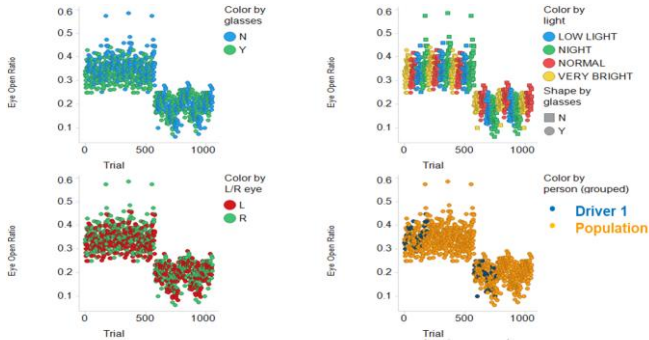 0.6
0.5
0.4
0.3
0.2
0.1
Eye Open Ratio
0
500
1000
Trial
Color by
glasses
N
Y
0.6
0.5
0.4
0.3
0.2
0.1
Eye Open Ratio
0
500
1000
Trial
Color by
light
LOW LIGHT
NIGHT
NORMAL
VERY BRIGHT
Shape by
glasses
N
Y
0.6
0.5
0.4
0.3
0.2
0.1
Eye Open Ratio
0
500
1000
Trial
Color by
L/R eye
L
R
0.6
0.5
0.4
0.3
0.2
0.1
Eye Open Ratio
0
500
1000
Trial
Color by
person (grouped)
Driver 1
Population